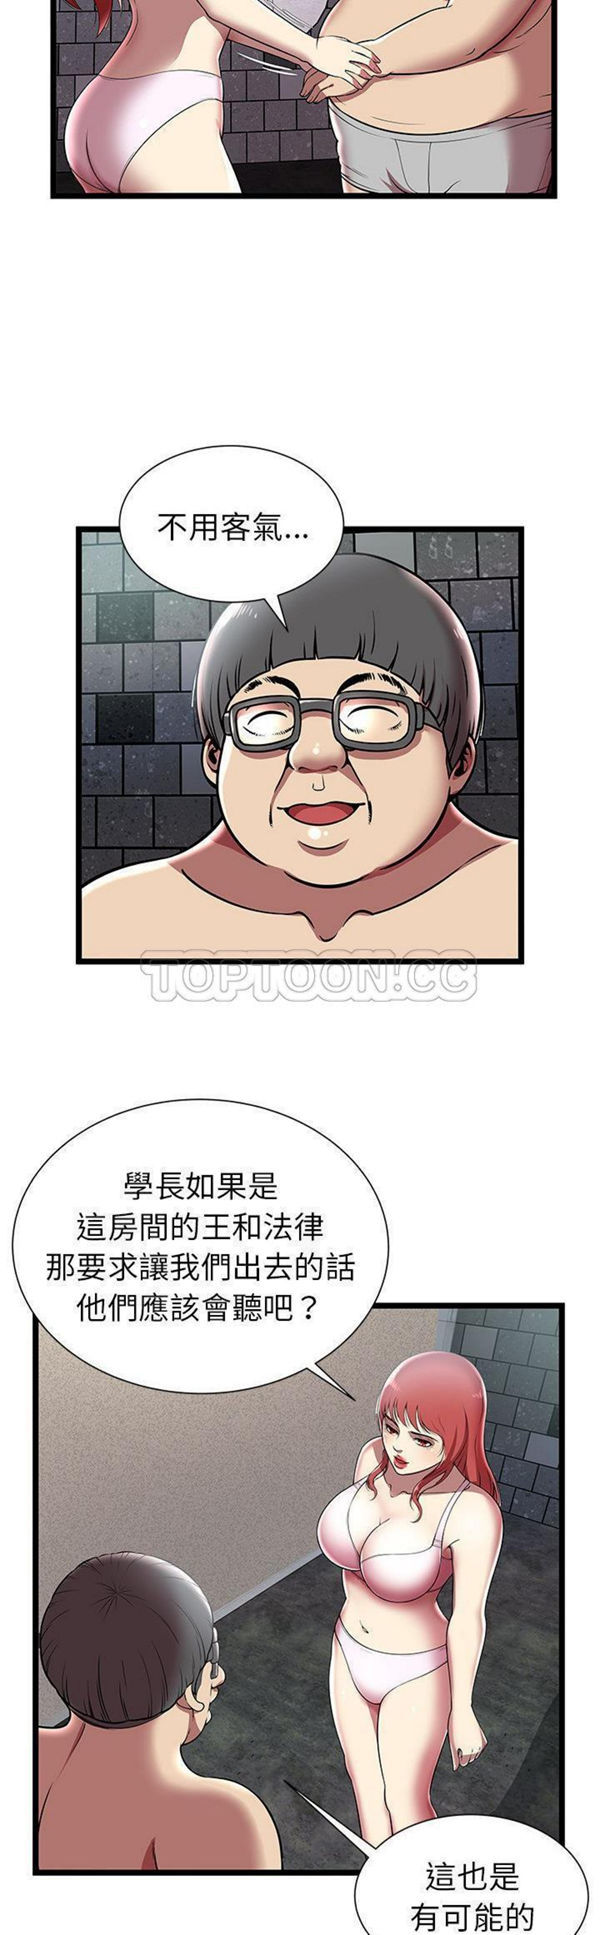 不用客氣...
TOPTOON.CC
學長如果是
這房間的王和法律
那要求讓我們出去的話
他們應該會聽吧？
這也是
有可能的